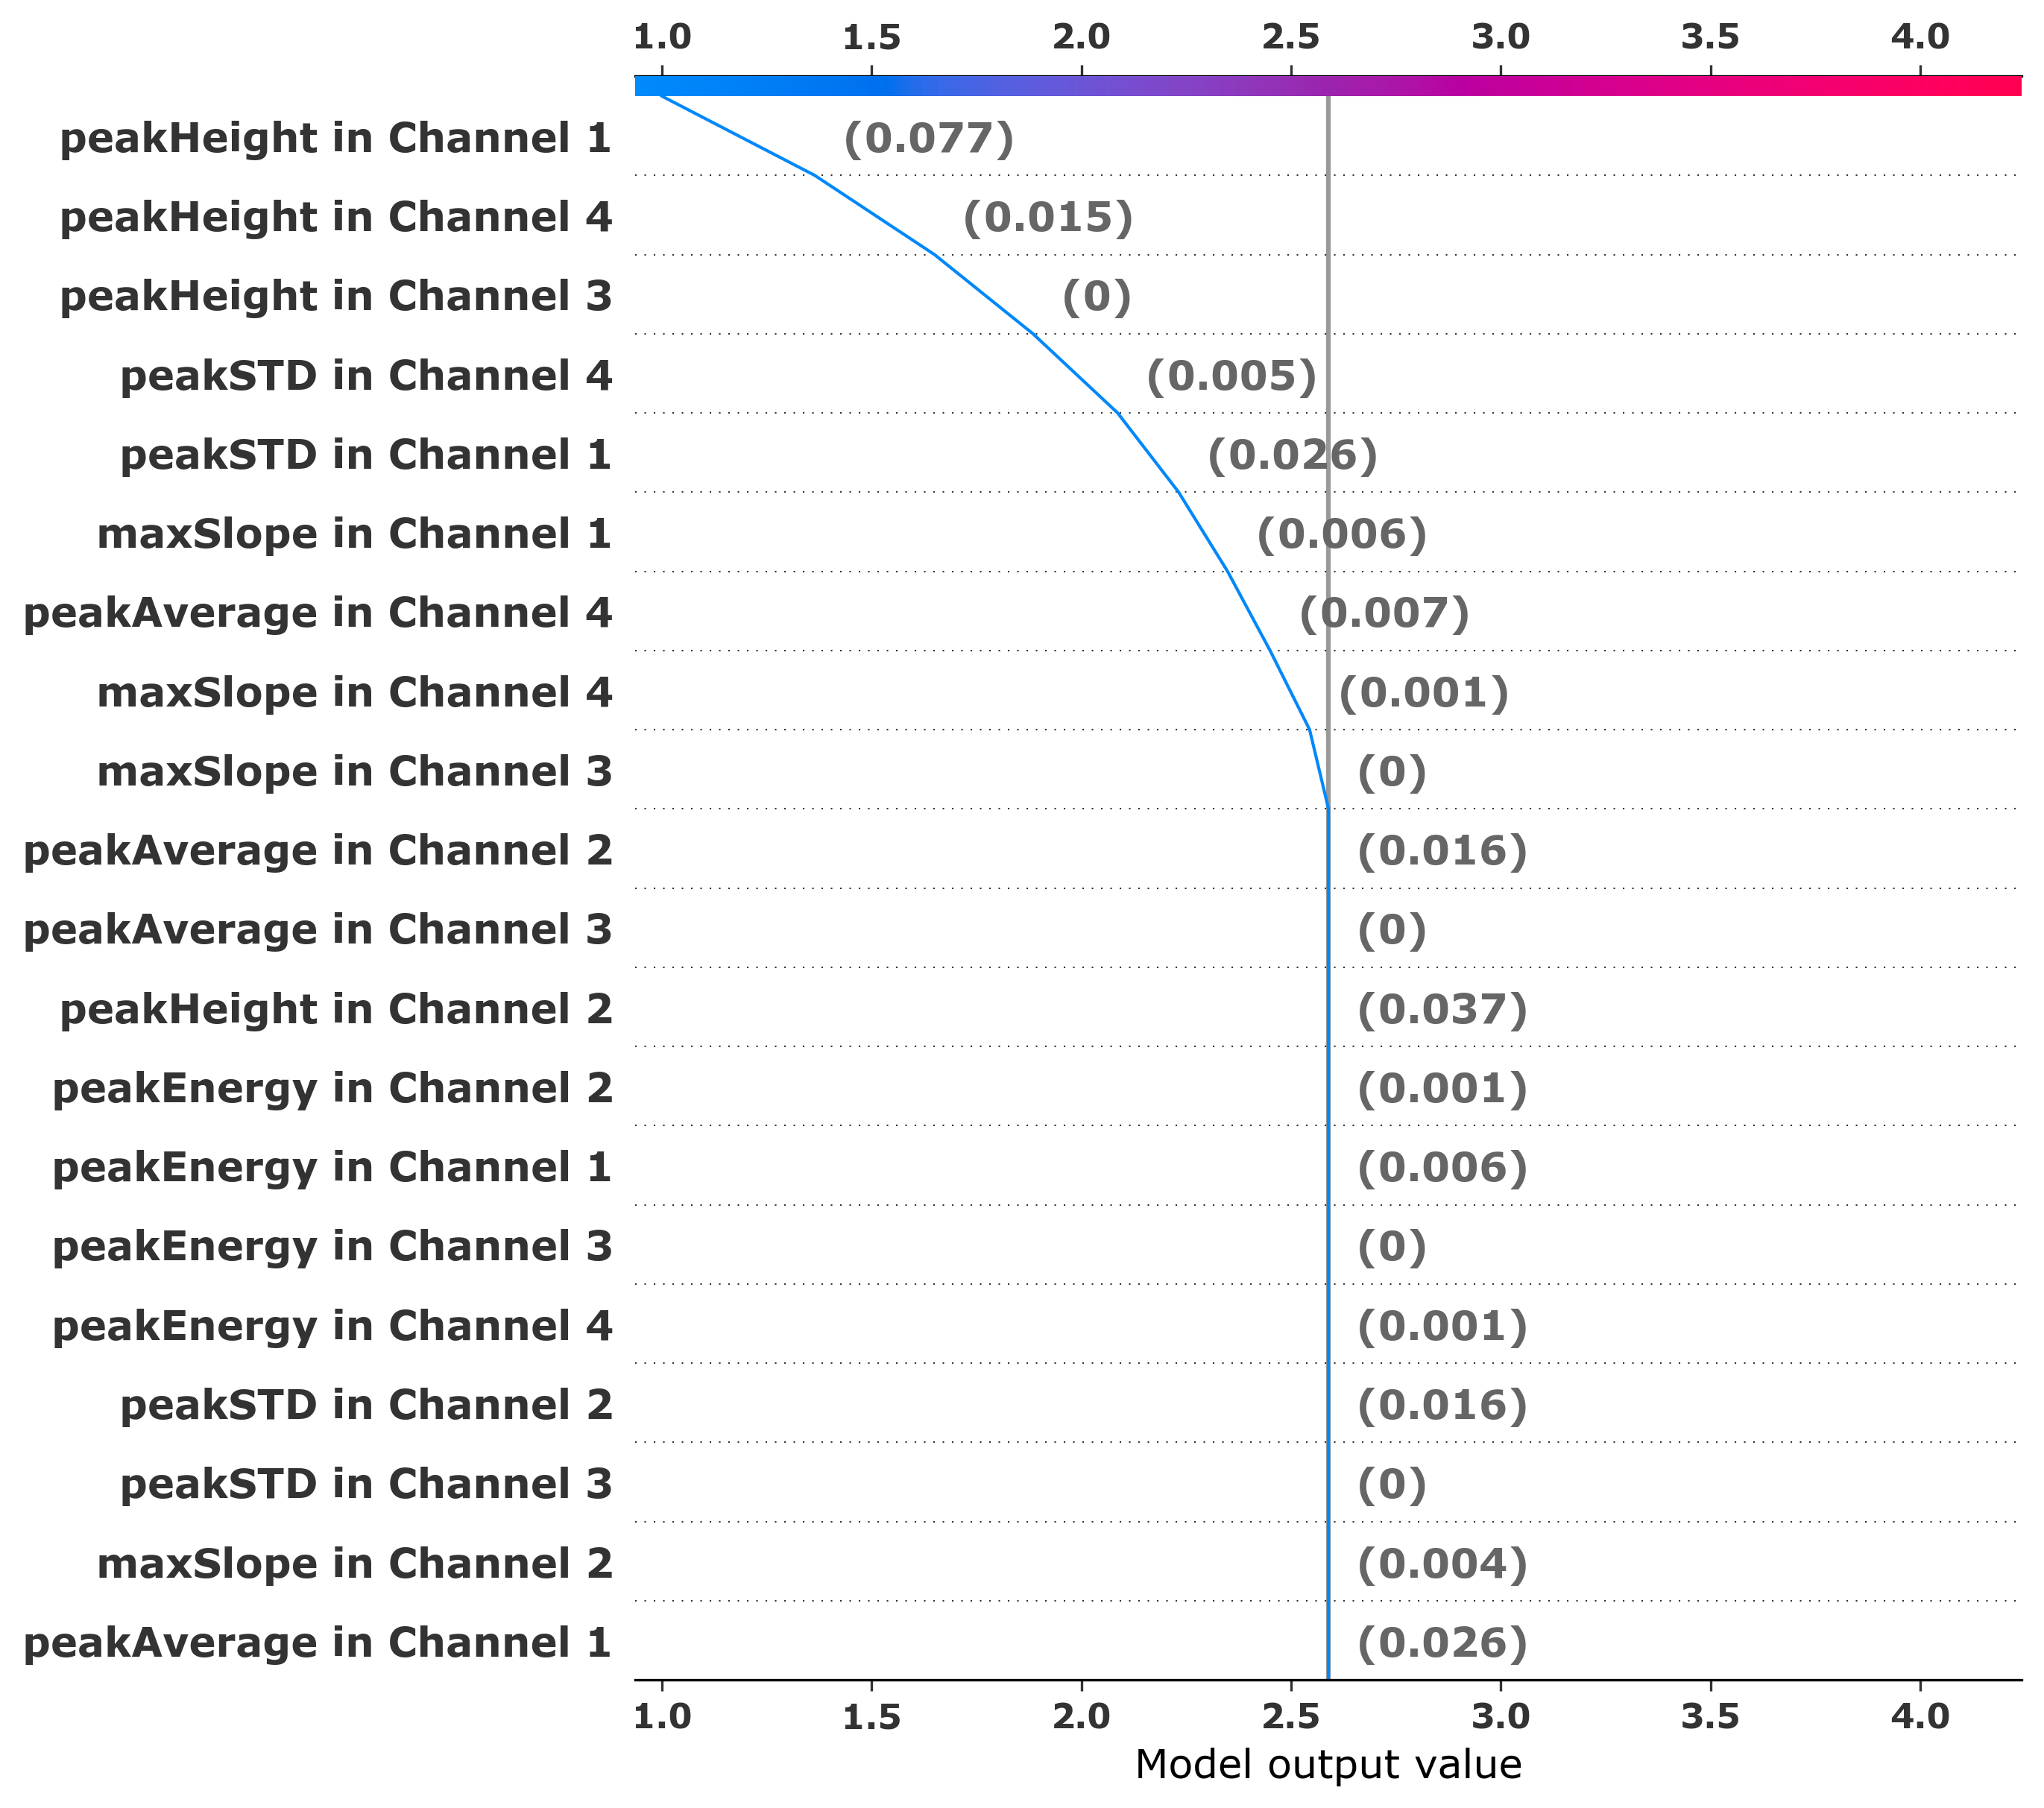 1.0 1.5 2.0 2.5 3.0 3.5 4.0
peakHeight in Channel 1 (0.077)
peakHeight in Channel 4 (0.015)
peakHeight in Channel 3 (0)
peakSTD in Channel 4 (0.005)
peakSTD in Channel 1 (0.026)
maxSlope in Channel 1 (0.006)
peakAverage in Channel 4 (0.007)
maxSlope in Channel 4 (0.001)
maxSlope in Channel 3 (0)
peakAverage in Channel 2 (0.016)
peakAverage in Channel 3 (0)
peakHeight in Channel 2 (0.037)
peakEnergy in Channel 2 (0.001)
peakEnergy in Channel 1 (0.006)
peakEnergy in Channel 3 (0)
peakEnergy in Channel 4 (0.001)
peakSTD in Channel 2 (0.016)
peakSTD in Channel 3 (0)
maxSlope in Channel 2 (0.004)
peakAverage in Channel 1 (0.026)
1.0 1.5 2.0 2.5 3.0 3.5 4.0
Model output value